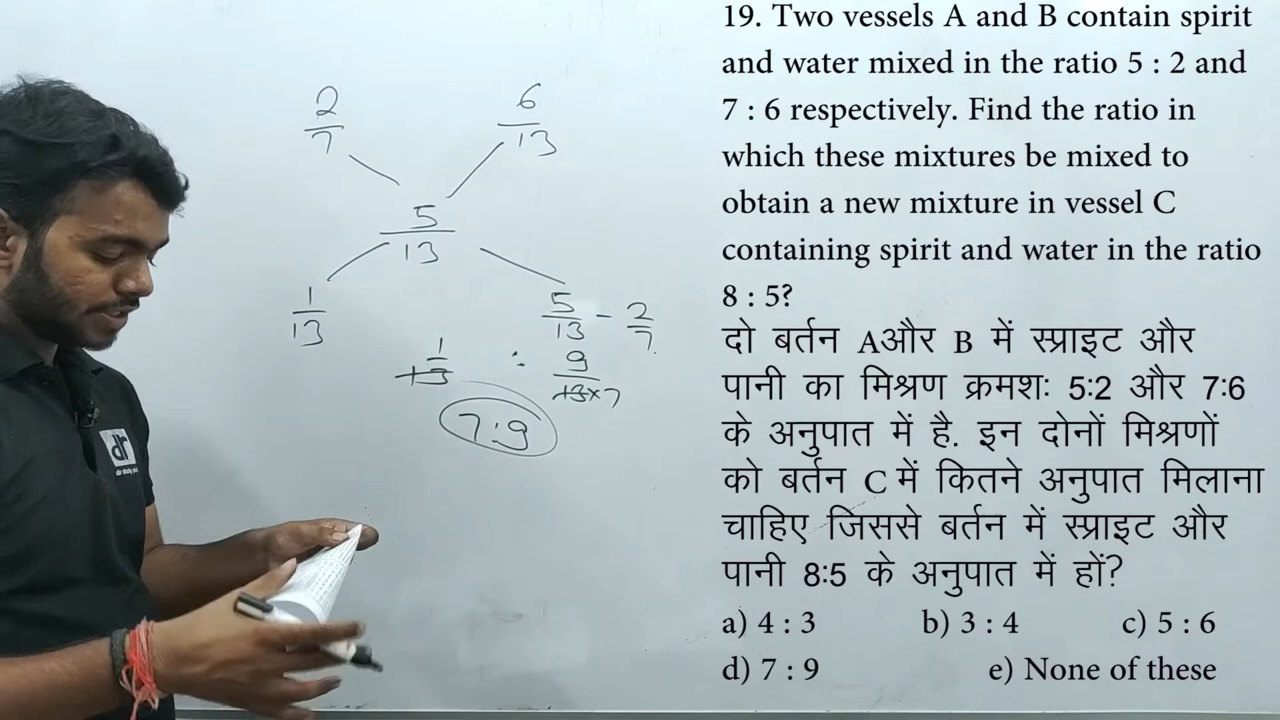 2/7
6/13
5/13
1/13
5/13 - 2/7
1/13 : 9/13×7
7:9
dr
19. Two vessels A and B contain spirit
and water mixed in the ratio 5 : 2 and
7 : 6 respectively. Find the ratio in
which these mixtures be mixed to
obtain a new mixture in vessel C
containing spirit and water in the ratio
8 : 5?
दो बर्तन Aऔर B में स्प्राइट और
पानी का मिश्रण क्रमशः 5:2 और 7:6
के अनुपात में है. इन दोनों मिश्रणों
को बर्तन C में कितने अनुपात मिलाना
चाहिए जिससे बर्तन में स्प्राइट और
पानी 8:5 के अनुपात में हों?
a) 4 : 3 b) 3 : 4 c) 5 : 6
d) 7 : 9 e) None of these